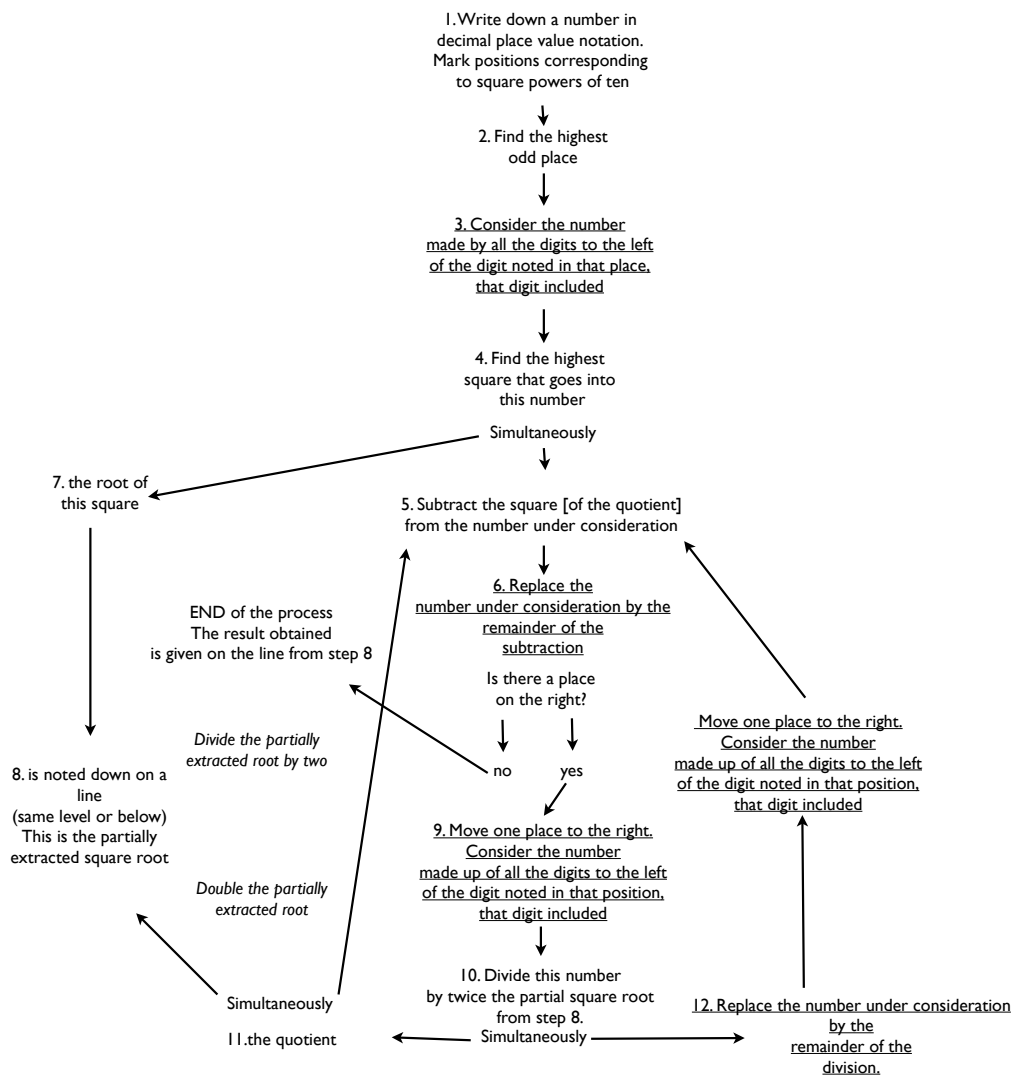 1. Write down a number in
decimal place value notation.
Mark positions corresponding
to square powers of ten
2. Find the highest
odd place
3. Consider the number
made by all the digits to the left
of the digit noted in that place,
that digit included
4. Find the highest
square that goes into
this number
Simultaneously
7. the root of
this square
5. Subtract the square [of the quotient]
from the number under consideration
6. Replace the
number under consideration by the
remainder of the
subtraction
END of the process
The result obtained
is given on the line from step 8
Is there a place
on the right?
no
yes
Divide the partially
extracted root by two
8. is noted down on a
line
(same level or below)
This is the partially
extracted square root
Move one place to the right.
Consider the number
made up of all the digits to the left
of the digit noted in that position,
that digit included
9. Move one place to the right.
Consider the number
made up of all the digits to the left
of the digit noted in that position,
that digit included
Double the partially
extracted root
10. Divide this number
by twice the partial square root
from step 8.
Simultaneously
Simultaneously
11. the quotient
12. Replace the number under consideration
by the
remainder of the
division.